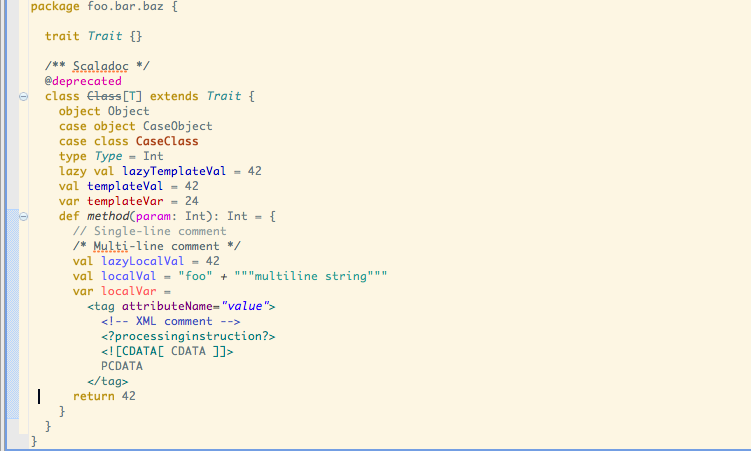 package foo.bar.baz {
trait Trait {}
/** Scaladoc */
@deprecated
class Class[T] extends Trait {
object Object
case object CaseObject
case class CaseClass
type Type = Int
lazy val lazyTemplateVal = 42
val templateVal = 42
var templateVar = 24
def method(param: Int): Int = {
// Single-line comment
/* Multi-line comment */
val lazyLocalVal = 42
val localVal = "foo" + """multiline string"""
var localVar =
<tag attributeName="value">
<!-- XML comment -->
<?processinginstruction?>
<![CDATA[ CDATA ]]>
PCDATA
</tag>
return 42
}
}
}